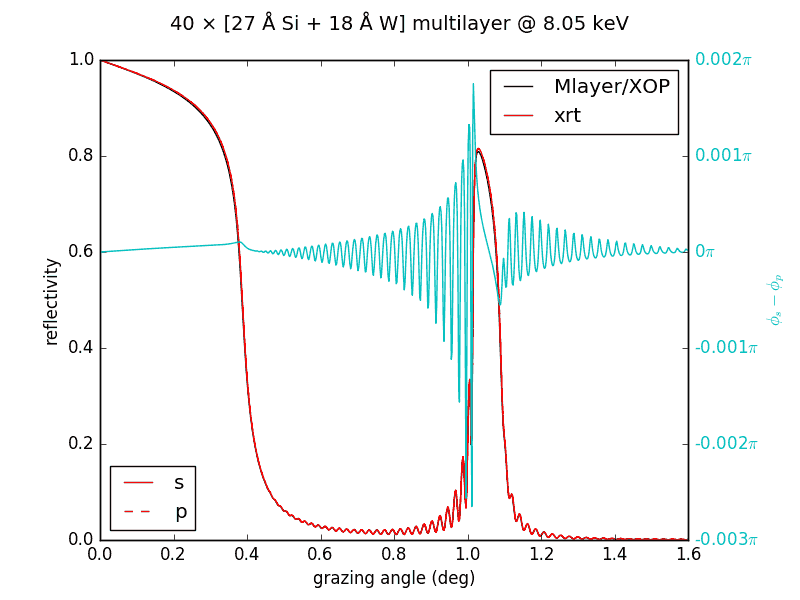 40 × [27 Å Si + 18 Å W] multilayer @ 8.05 keV
1.0
0.8
0.6
0.4
0.2
0.0
reflectivity
0.002π
0.001π
0π
-0.001π
-0.002π
-0.003π
ϕs − ϕp
Mlayer/XOP
xrt
s
p
0.0 0.2 0.4 0.6 0.8 1.0 1.2 1.4 1.6
grazing angle (deg)